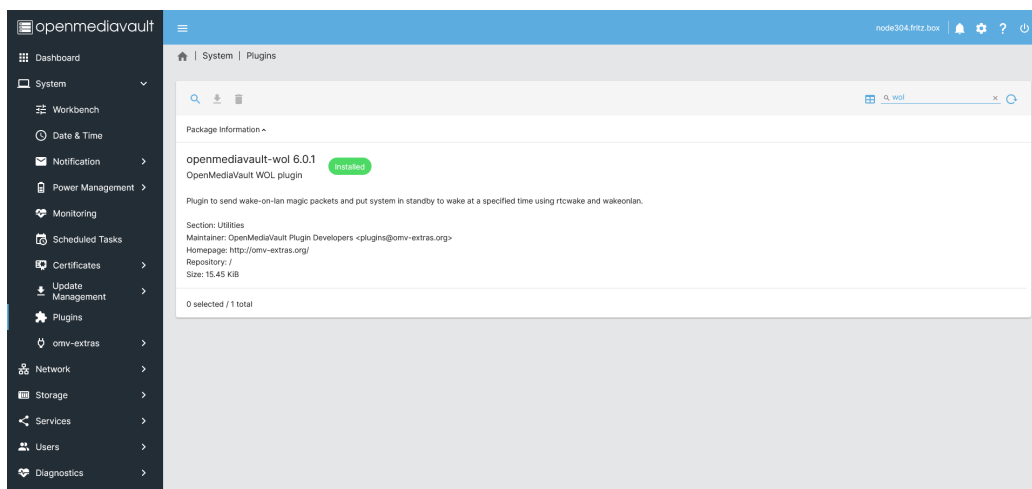 openmediavault
node304.fritz.box
Dashboard
System
Workbench
Date & Time
Notification
Power Management
Monitoring
Scheduled Tasks
Certificates
Update
Management
Plugins
omv-extras
Network
Storage
Services
Users
Diagnostics
| System | Plugins
wol
Package Information
openmediavault-wol 6.0.1
Installed
OpenMediaVault WOL plugin
Plugin to send wake-on-lan magic packets and put system in standby to wake at a specified time using rtcwake and wakeonlan.
Section: Utilities
Maintainer: OpenMediaVault Plugin Developers <plugins@omv-extras.org>
Homepage: http://omv-extras.org/
Repository: /
Size: 15.45 KiB
0 selected / 1 total